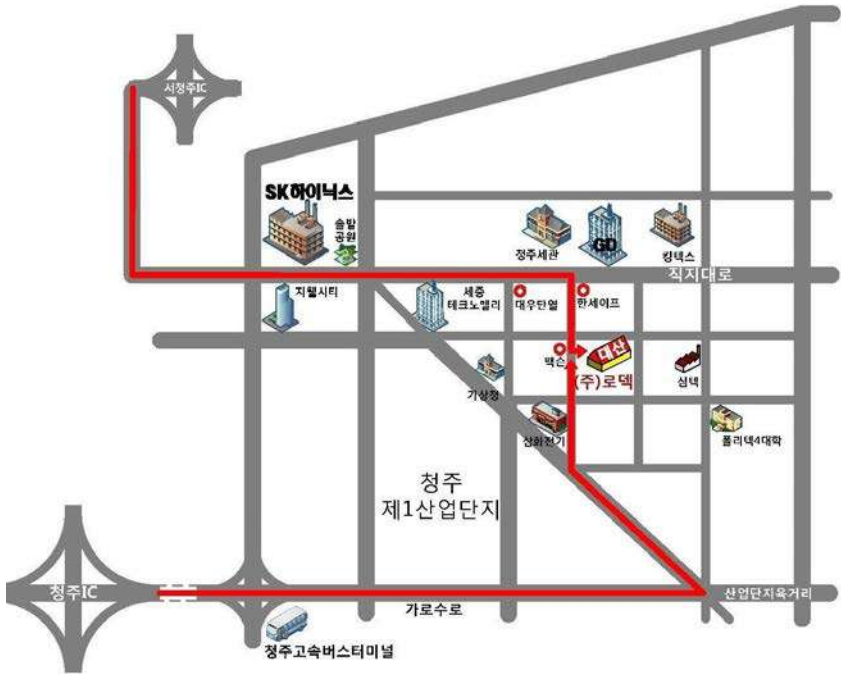 서청주IC
SK하이닉스
솔밭
공원
청주세관
GD
킹텍스
직지대로
지웰시티
세중
테크노밸리
대우단열
한세이프
백슨
대산
(주)로덱
심텍
기상청
삼화전기
폴리텍4대학
청주
제1산업단지
청주IC
가로수로
산업단지육거리
청주고속버스터미널